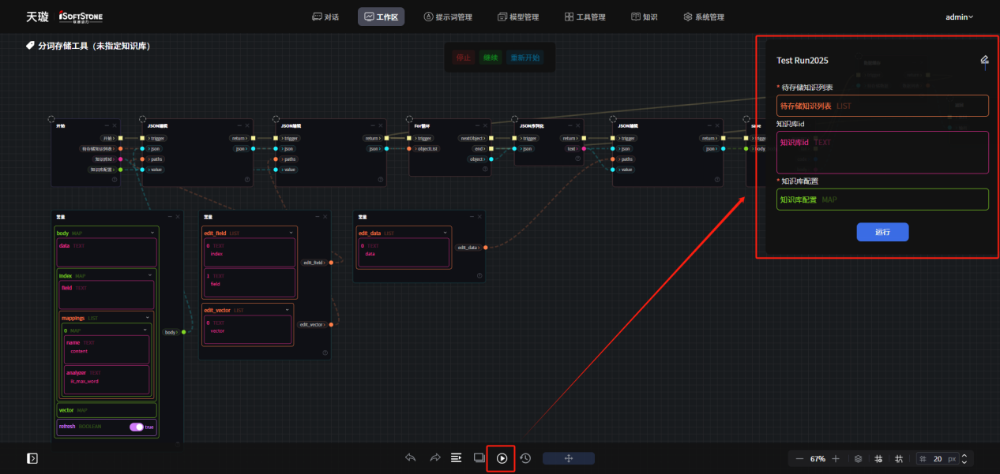 天璇 iSOFTSTONE
软通动力
对话
工作区
提示词管理
模型管理
工具管理
知识
系统管理
admin
分词存储工具（未指定知识库）
停止
继续
重新开始
Test Run2025
* 待存储知识列表
待存储知识列表 LIST
知识库id
知识库id TEXT
* 知识库配置
知识库配置 MAP
运行
开始
开始
待存储知识列表
知识库id
知识库配置
JSON编辑
return
trigger
json
json
paths
value
JSON编辑
return
trigger
json
json
paths
value
For循环
nextObject
trigger
end
objectList
object
JSON序列化
return
trigger
text
json
JSON编辑
return
trigger
json
json
paths
value
save
trigger
body
常量
body MAP
data TEXT
index MAP
field TEXT
mappings LIST
0 MAP
name TEXT
content
analyzer TEXT
ik_max_word
vector MAP
refresh BOOLEAN
true
body
常量
edit_field LIST
0 TEXT
index
1 TEXT
field
edit_field
edit_vector LIST
0 TEXT
vector
edit_vector
常量
edit_data LIST
0 TEXT
data
edit_data
67%
20 px